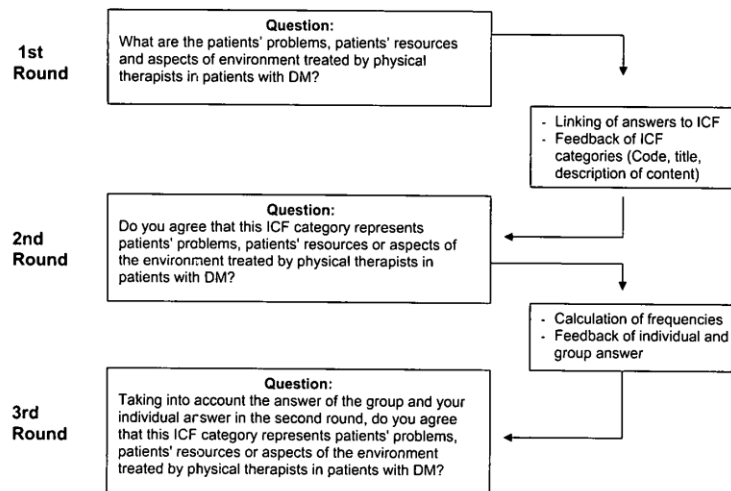 1st
Round
Question:
What are the patients' problems, patients' resources
and aspects of environment treated by physical
therapists in patients with DM?
- Linking of answers to ICF
- Feedback of ICF
categories (Code, title,
description of content)
2nd
Round
Question:
Do you agree that this ICF category represents
patients' problems, patients' resources or aspects of
the environment treated by physical therapists in
patients with DM?
- Calculation of frequencies
- Feedback of individual and
group answer
3rd
Round
Question:
Taking into account the answer of the group and your
individual answer in the second round, do you agree
that this ICF category represents patients' problems,
patients' resources or aspects of the environment
treated by physical therapists in patients with DM?